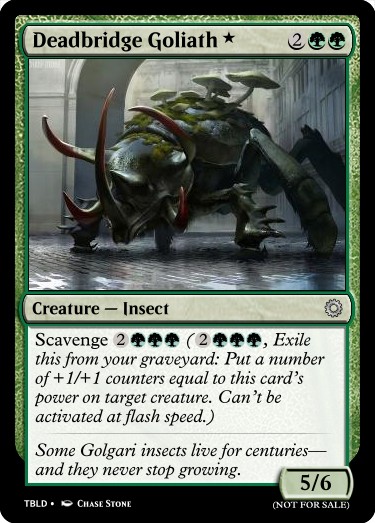 Deadbridge Goliath ★ 2
Creature — Insect
Scavenge 2 (2, Exile
this from your graveyard: Put a number
of +1/+1 counters equal to this card's
power on target creature. Can't be
activated at flash speed.)
Some Golgari insects live for centuries—
and they never stop growing.
5/6
TBLD • Chase Stone
(NOT FOR SALE)